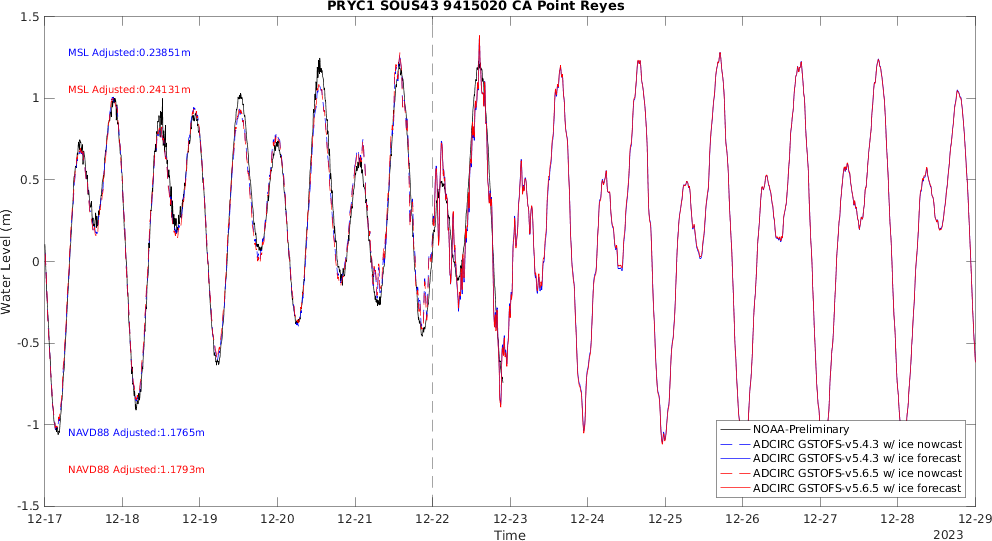 PRYC1 SOUS43 9415020 CA Point Reyes
1.5
MSL Adjusted:0.23851m
MSL Adjusted:0.24131m
1
0.5
Water Level (m)
0
-0.5
-1
NAVD88 Adjusted:1.1765m
NAVD88 Adjusted:1.1793m
NOAA-Preliminary
ADCIRC GSTOFS-v5.4.3 w/ ice nowcast
ADCIRC GSTOFS-v5.4.3 w/ ice forecast
ADCIRC GSTOFS-v5.6.5 w/ ice nowcast
ADCIRC GSTOFS-v5.6.5 w/ ice forecast
-1.5
12-17 12-18 12-19 12-20 12-21 12-22 12-23 12-24 12-25 12-26 12-27 12-28 12-29
Time
2023